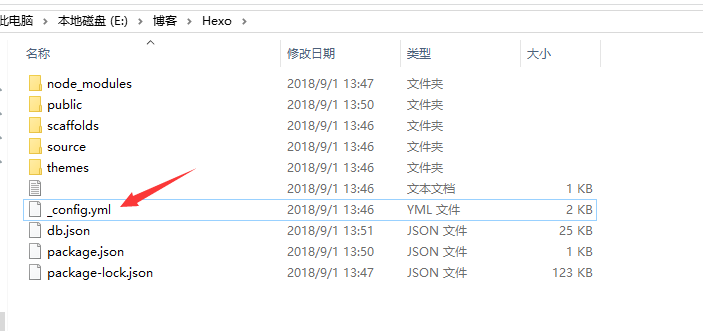 此电脑 > 本地磁盘 (E:) > 博客 > Hexo >
名称 修改日期 类型 大小
node_modules 2018/9/1 13:47 文件夹
public 2018/9/1 13:50 文件夹
scaffolds 2018/9/1 13:46 文件夹
source 2018/9/1 13:46 文件夹
themes 2018/9/1 13:46 文件夹
2018/9/1 13:46 文本文档 1 KB
_config.yml 2018/9/1 13:46 YML 文件 2 KB
db.json 2018/9/1 13:51 JSON 文件 25 KB
package.json 2018/9/1 13:50 JSON 文件 1 KB
package-lock.json 2018/9/1 13:47 JSON 文件 123 KB